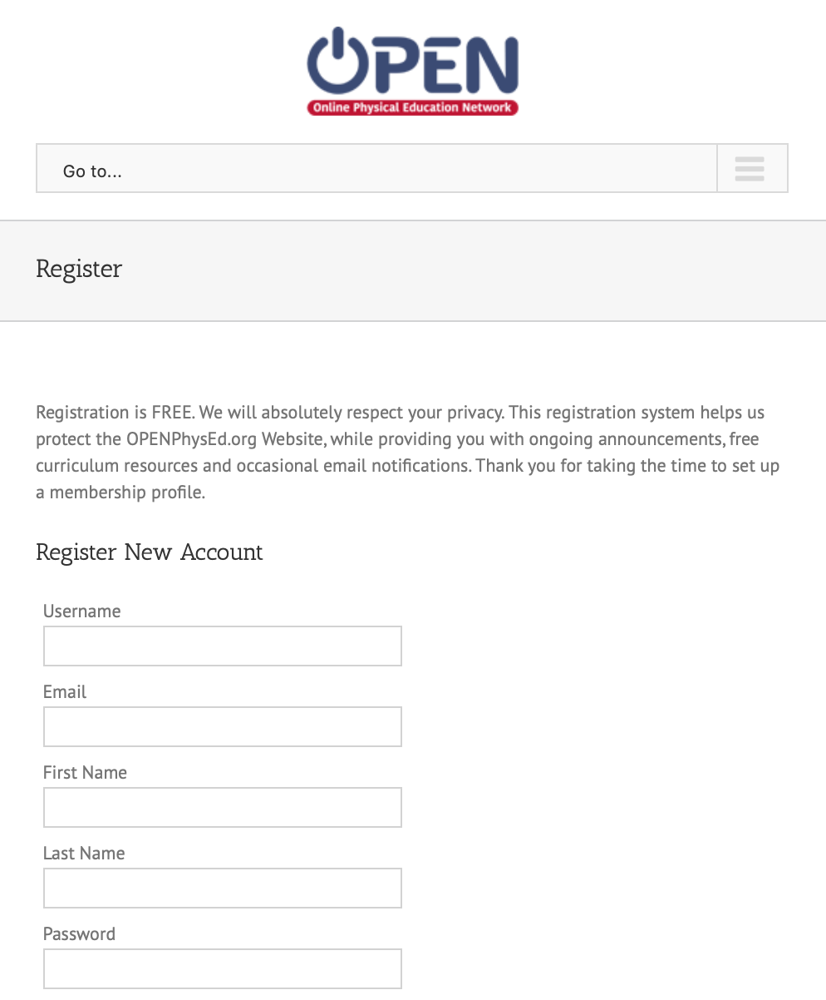 OPEN
Online Physical Education Network
Go to...
Register
Registration is FREE. We will absolutely respect your privacy. This registration system helps us
protect the OPENPhysEd.org Website, while providing you with ongoing announcements, free
curriculum resources and occasional email notifications. Thank you for taking the time to set up
a membership profile.
Register New Account
Username
Email
First Name
Last Name
Password